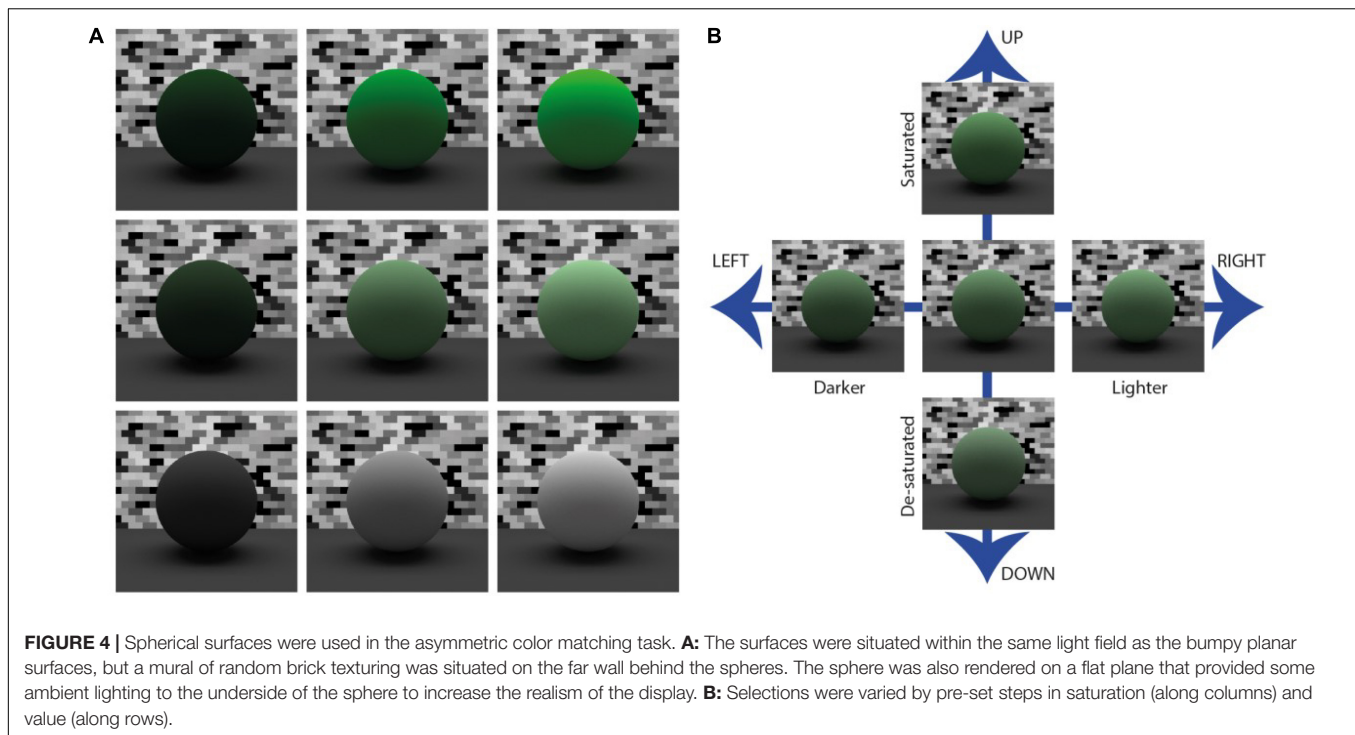 A
B
UP
Saturated
LEFT
RIGHT
Darker
Lighter
De-saturated
DOWN
FIGURE 4 | Spherical surfaces were used in the asymmetric color matching task. A: The surfaces were situated within the same light field as the bumpy planar
surfaces, but a mural of random brick texturing was situated on the far wall behind the spheres. The sphere was also rendered on a flat plane that provided some
ambient lighting to the underside of the sphere to increase the realism of the display. B: Selections were varied by pre-set steps in saturation (along columns) and
value (along rows).